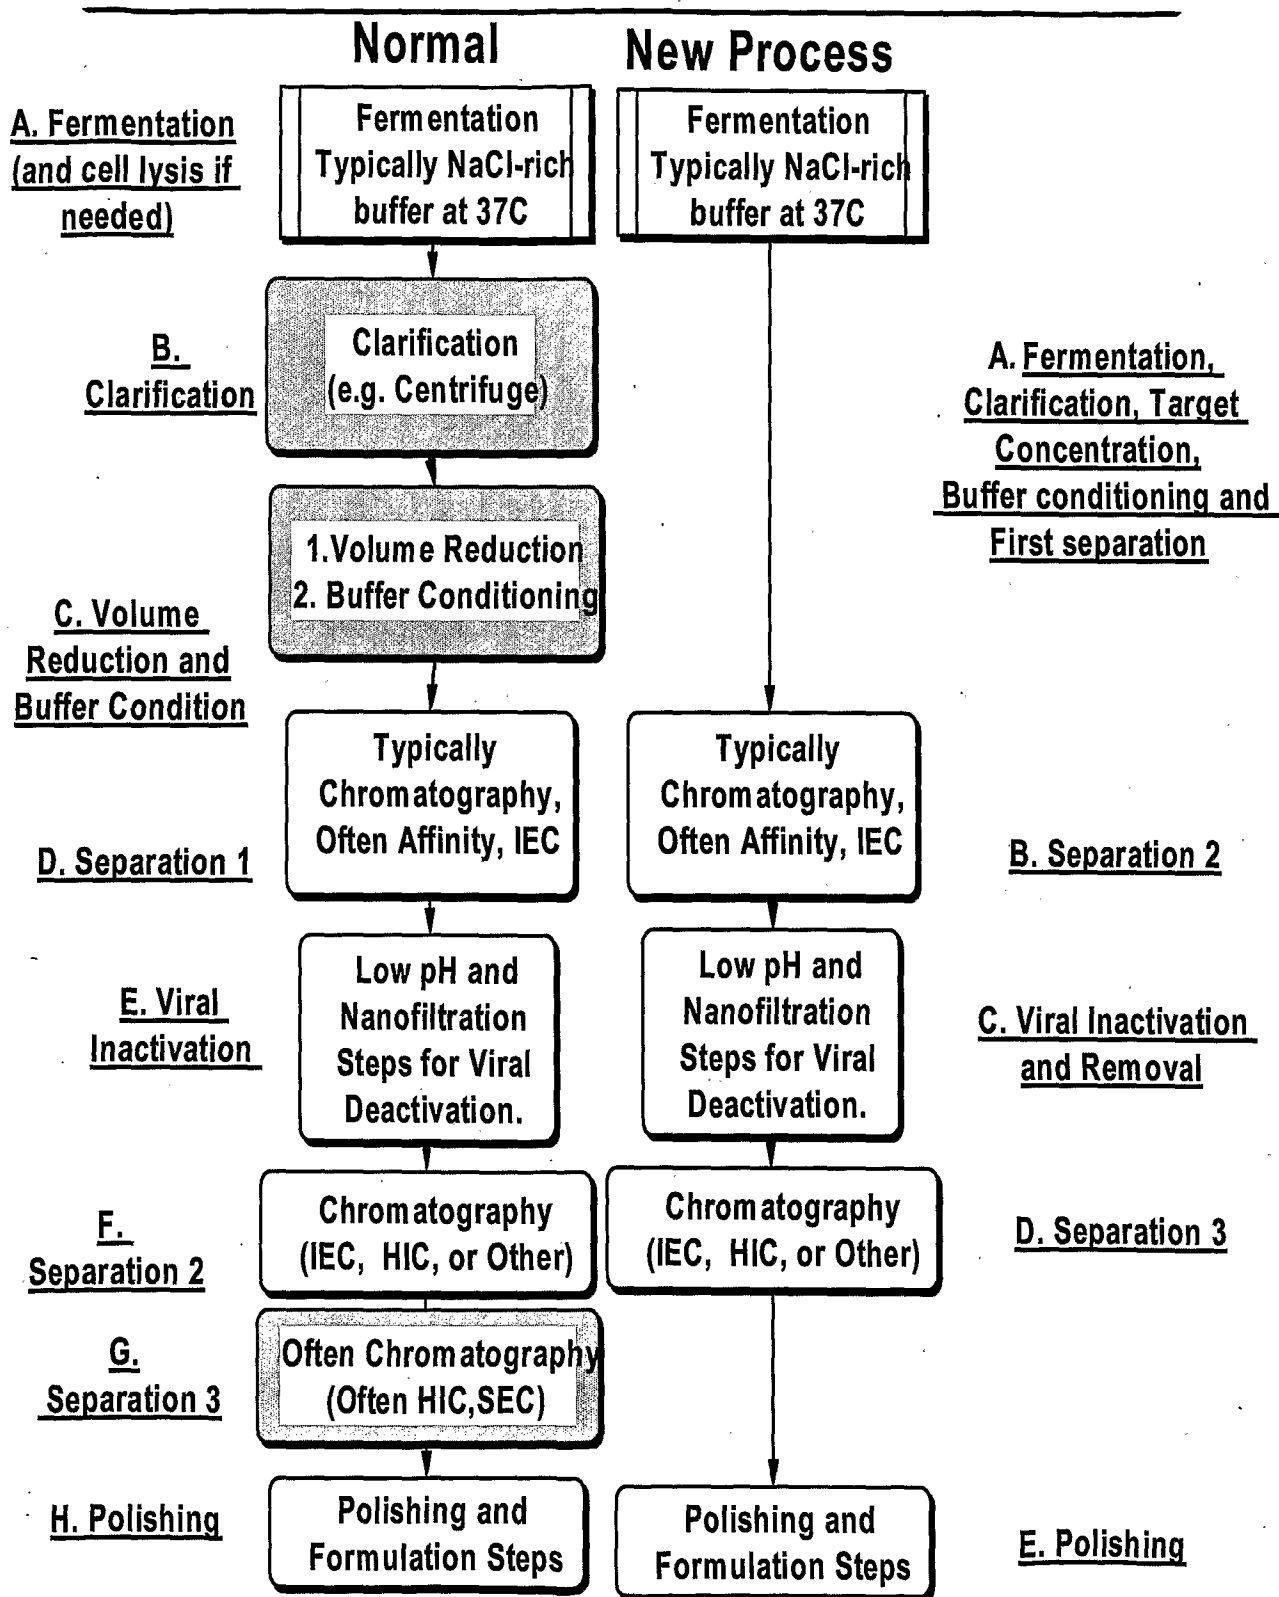 Normal
New Process
A. Fermentation
(and cell lysis if
needed)
Fermentation
Typically NaCl-rich
buffer at 37C
Fermentation
Typically NaCl-rich
buffer at 37C
B.
Clarification
Clarification
(e.g. Centrifuge)
A. Fermentation,
Clarification, Target
Concentration,
Buffer conditioning and
First separation
1.Volume Reduction
2. Buffer Conditioning
C. Volume
Reduction and
Buffer Condition
Typically
Chromatography,
Often Affinity, IEC
Typically
Chromatography,
Often Affinity, IEC
D. Separation 1
B. Separation 2
E. Viral
Inactivation
Low pH and
Nanofiltration
Steps for Viral
Deactivation.
Low pH and
Nanofiltration
Steps for Viral
Deactivation.
C. Viral Inactivation
and Removal
F.
Separation 2
Chromatography
(IEC, HIC, or Other)
Chromatography
(IEC, HIC, or Other)
D. Separation 3
G.
Separation 3
Often Chromatography
(Often HIC,SEC)
H. Polishing
Polishing and
Formulation Steps
Polishing and
Formulation Steps
E. Polishing